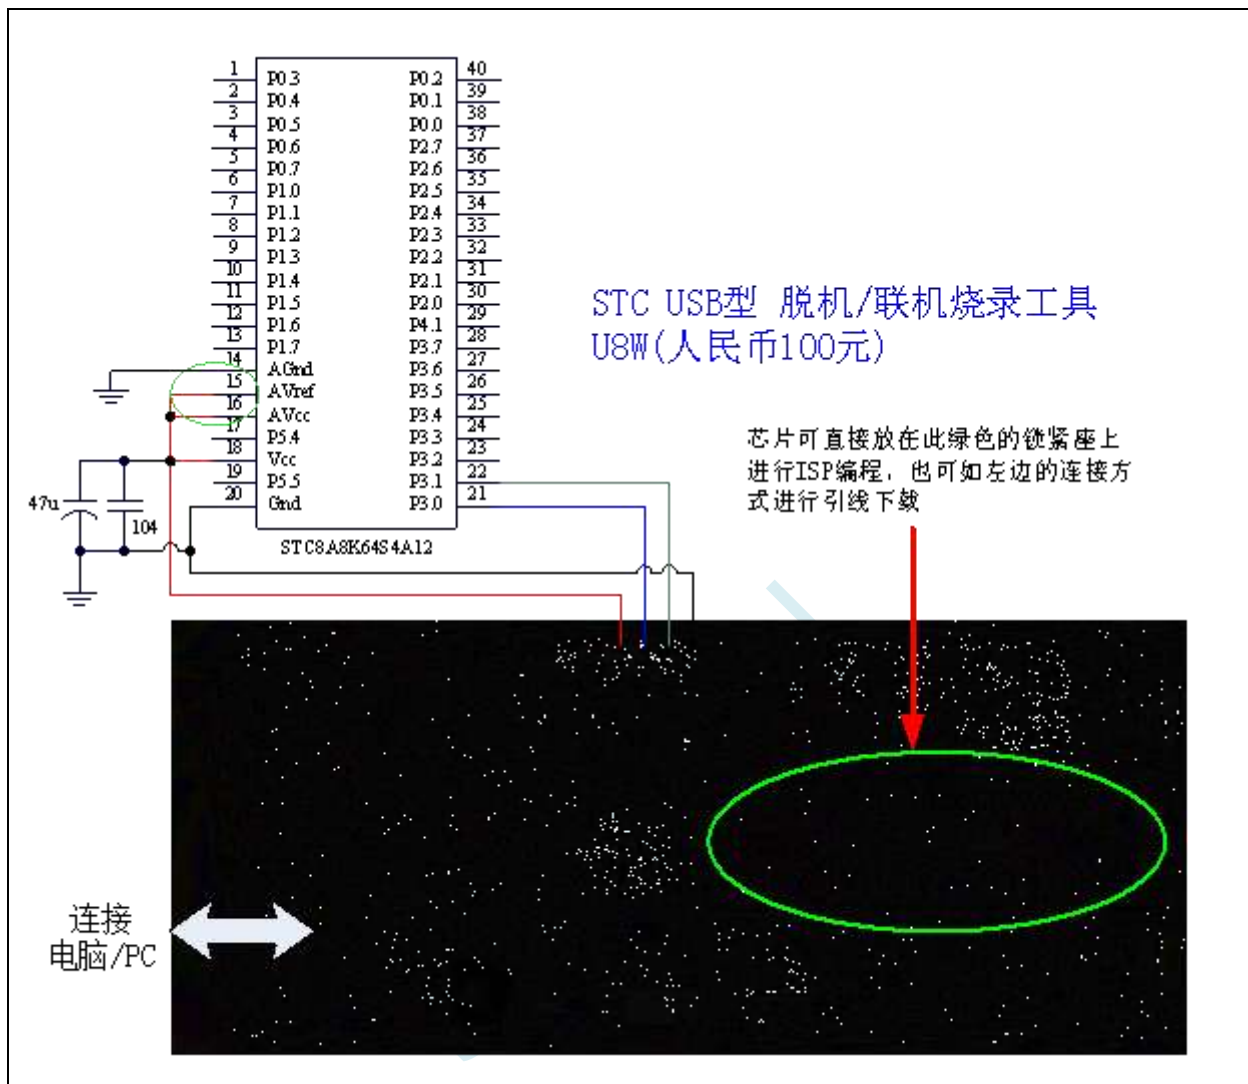 1 P0.3 P0.2 40
2 P0.4 P0.1 39
3 P0.5 P0.0 38
4 P0.6 P2.7 37
5 P0.7 P2.6 36
6 P1.0 P2.5 35
7 P1.1 P2.4 34
8 P1.2 P2.3 33
9 P1.3 P2.2 32
10 P1.4 P2.1 31
11 P1.5 P2.0 30
12 P1.6 P4.1 29
13 P1.7 P3.7 28
14 AGnd P3.6 27
15 AVref P3.5 26
16 AVcc P3.4 25
17 P5.4 P3.3 24
18 Vcc P3.2 23
19 P5.5 P3.1 22
20 Gnd P3.0 21
47u
104
STC8A8K64S4A12
STC USB型 脱机/联机烧录工具
U8W(人民币100元)
芯片可直接放在此绿色的锁紧座上
进行ISP编程，也可如左边的连接方
式进行引线下载
连接
电脑/PC